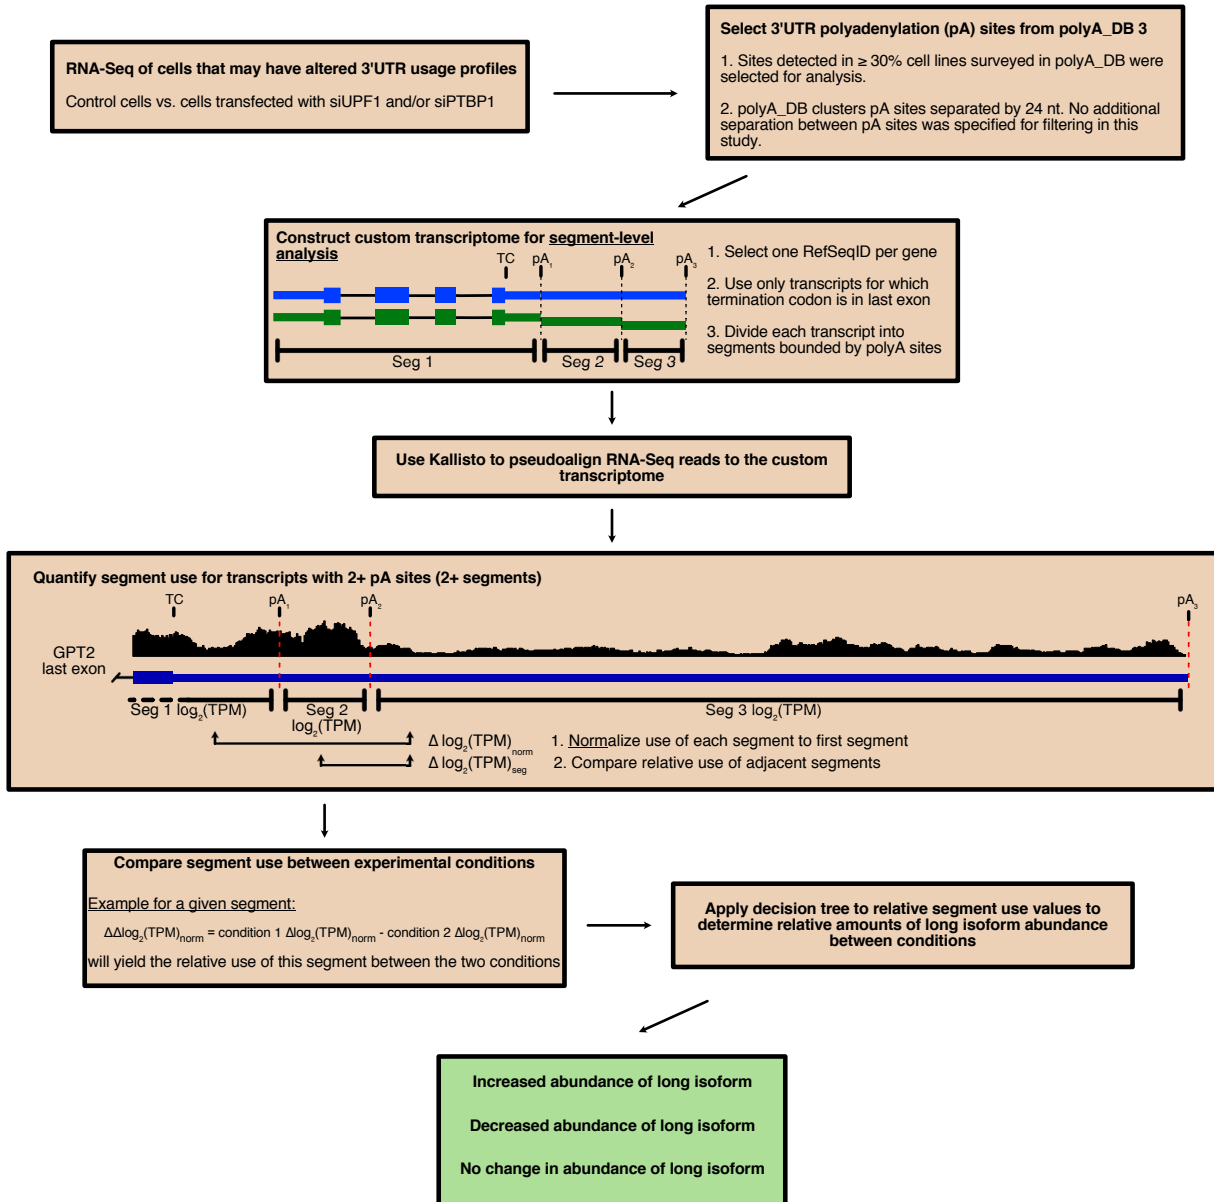 RNA-Seq of cells that may have altered 3'UTR usage profiles
Control cells vs. cells transfected with siUPF1 and/or siPTBP1
Select 3'UTR polyadenylation (pA) sites from polyA_DB 3
1. Sites detected in ≥ 30% cell lines surveyed in polyA_DB were
selected for analysis.
2. polyA_DB clusters pA sites separated by 24 nt. No additional
separation between pA sites was specified for filtering in this
study.
Construct custom transcriptome for segment-level
analysis
TC pA1 pA2 pA3
Seg 1 Seg 2 Seg 3
1. Select one RefSeqID per gene
2. Use only transcripts for which
termination codon is in last exon
3. Divide each transcript into
segments bounded by polyA sites
Use Kallisto to pseudoalign RNA-Seq reads to the custom
transcriptome
Quantify segment use for transcripts with 2+ pA sites (2+ segments)
TC pA1 pA2 pA3
GPT2
last exon
Seg 1 log2(TPM)
Seg 2
log2(TPM)
Seg 3 log2(TPM)
Δ log2(TPM)norm 1. Normalize use of each segment to first segment
Δ log2(TPM)seg 2. Compare relative use of adjacent segments
Compare segment use between experimental conditions
Example for a given segment:
ΔΔlog2(TPM)norm = condition 1 Δlog2(TPM)norm - condition 2 Δlog2(TPM)norm
will yield the relative use of this segment between the two conditions
Apply decision tree to relative segment use values to
determine relative amounts of long isoform abundance
between conditions
Increased abundance of long isoform
Decreased abundance of long isoform
No change in abundance of long isoform